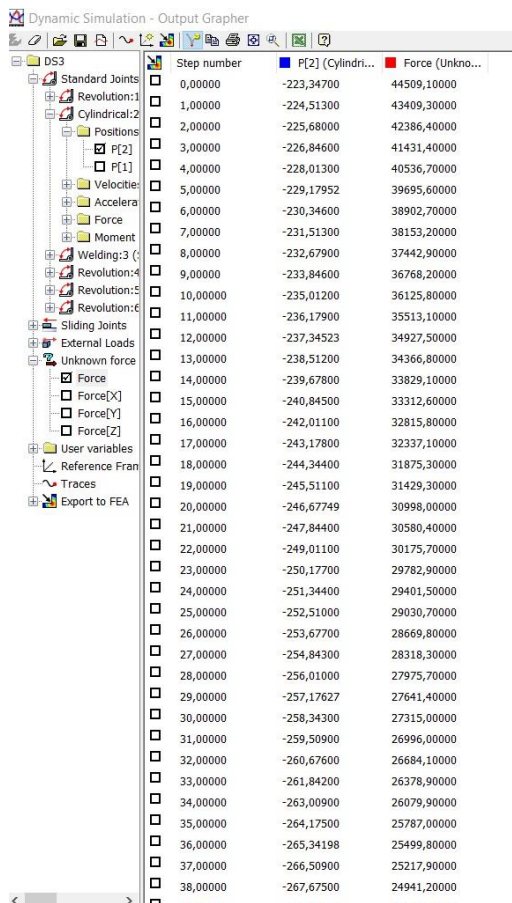 Dynamic Simulation - Output Grapher
DS3
Standard Joints
Revolution:1
Cylindrical:2
Positions
P[2]
P[1]
Velocities
Accelera
Force
Moment
Welding:3 (
Revolution:4
Revolution:5
Revolution:6
Sliding Joints
External Loads
Unknown force
Force
Force[X]
Force[Y]
Force[Z]
User variables
Reference Fram
Traces
Export to FEA
Step number P[2] (Cylindri... Force (Unkno...
0,00000 -223,34700 44509,10000
1,00000 -224,51300 43409,30000
2,00000 -225,68000 42386,40000
3,00000 -226,84600 41431,40000
4,00000 -228,01300 40536,70000
5,00000 -229,17952 39695,60000
6,00000 -230,34600 38902,70000
7,00000 -231,51300 38153,20000
8,00000 -232,67900 37442,90000
9,00000 -233,84600 36768,20000
10,00000 -235,01200 36125,80000
11,00000 -236,17900 35513,10000
12,00000 -237,34523 34927,50000
13,00000 -238,51200 34366,80000
14,00000 -239,67800 33829,10000
15,00000 -240,84500 33312,60000
16,00000 -242,01100 32815,80000
17,00000 -243,17800 32337,10000
18,00000 -244,34400 31875,30000
19,00000 -245,51100 31429,30000
20,00000 -246,67749 30998,00000
21,00000 -247,84400 30580,40000
22,00000 -249,01100 30175,70000
23,00000 -250,17700 29782,90000
24,00000 -251,34400 29401,50000
25,00000 -252,51000 29030,70000
26,00000 -253,67700 28669,80000
27,00000 -254,84300 28318,30000
28,00000 -256,01000 27975,70000
29,00000 -257,17627 27641,40000
30,00000 -258,34300 27315,00000
31,00000 -259,50900 26996,00000
32,00000 -260,67600 26684,10000
33,00000 -261,84200 26378,90000
34,00000 -263,00900 26079,90000
35,00000 -264,17500 25787,00000
36,00000 -265,34198 25499,80000
37,00000 -266,50900 25217,90000
38,00000 -267,67500 24941,20000